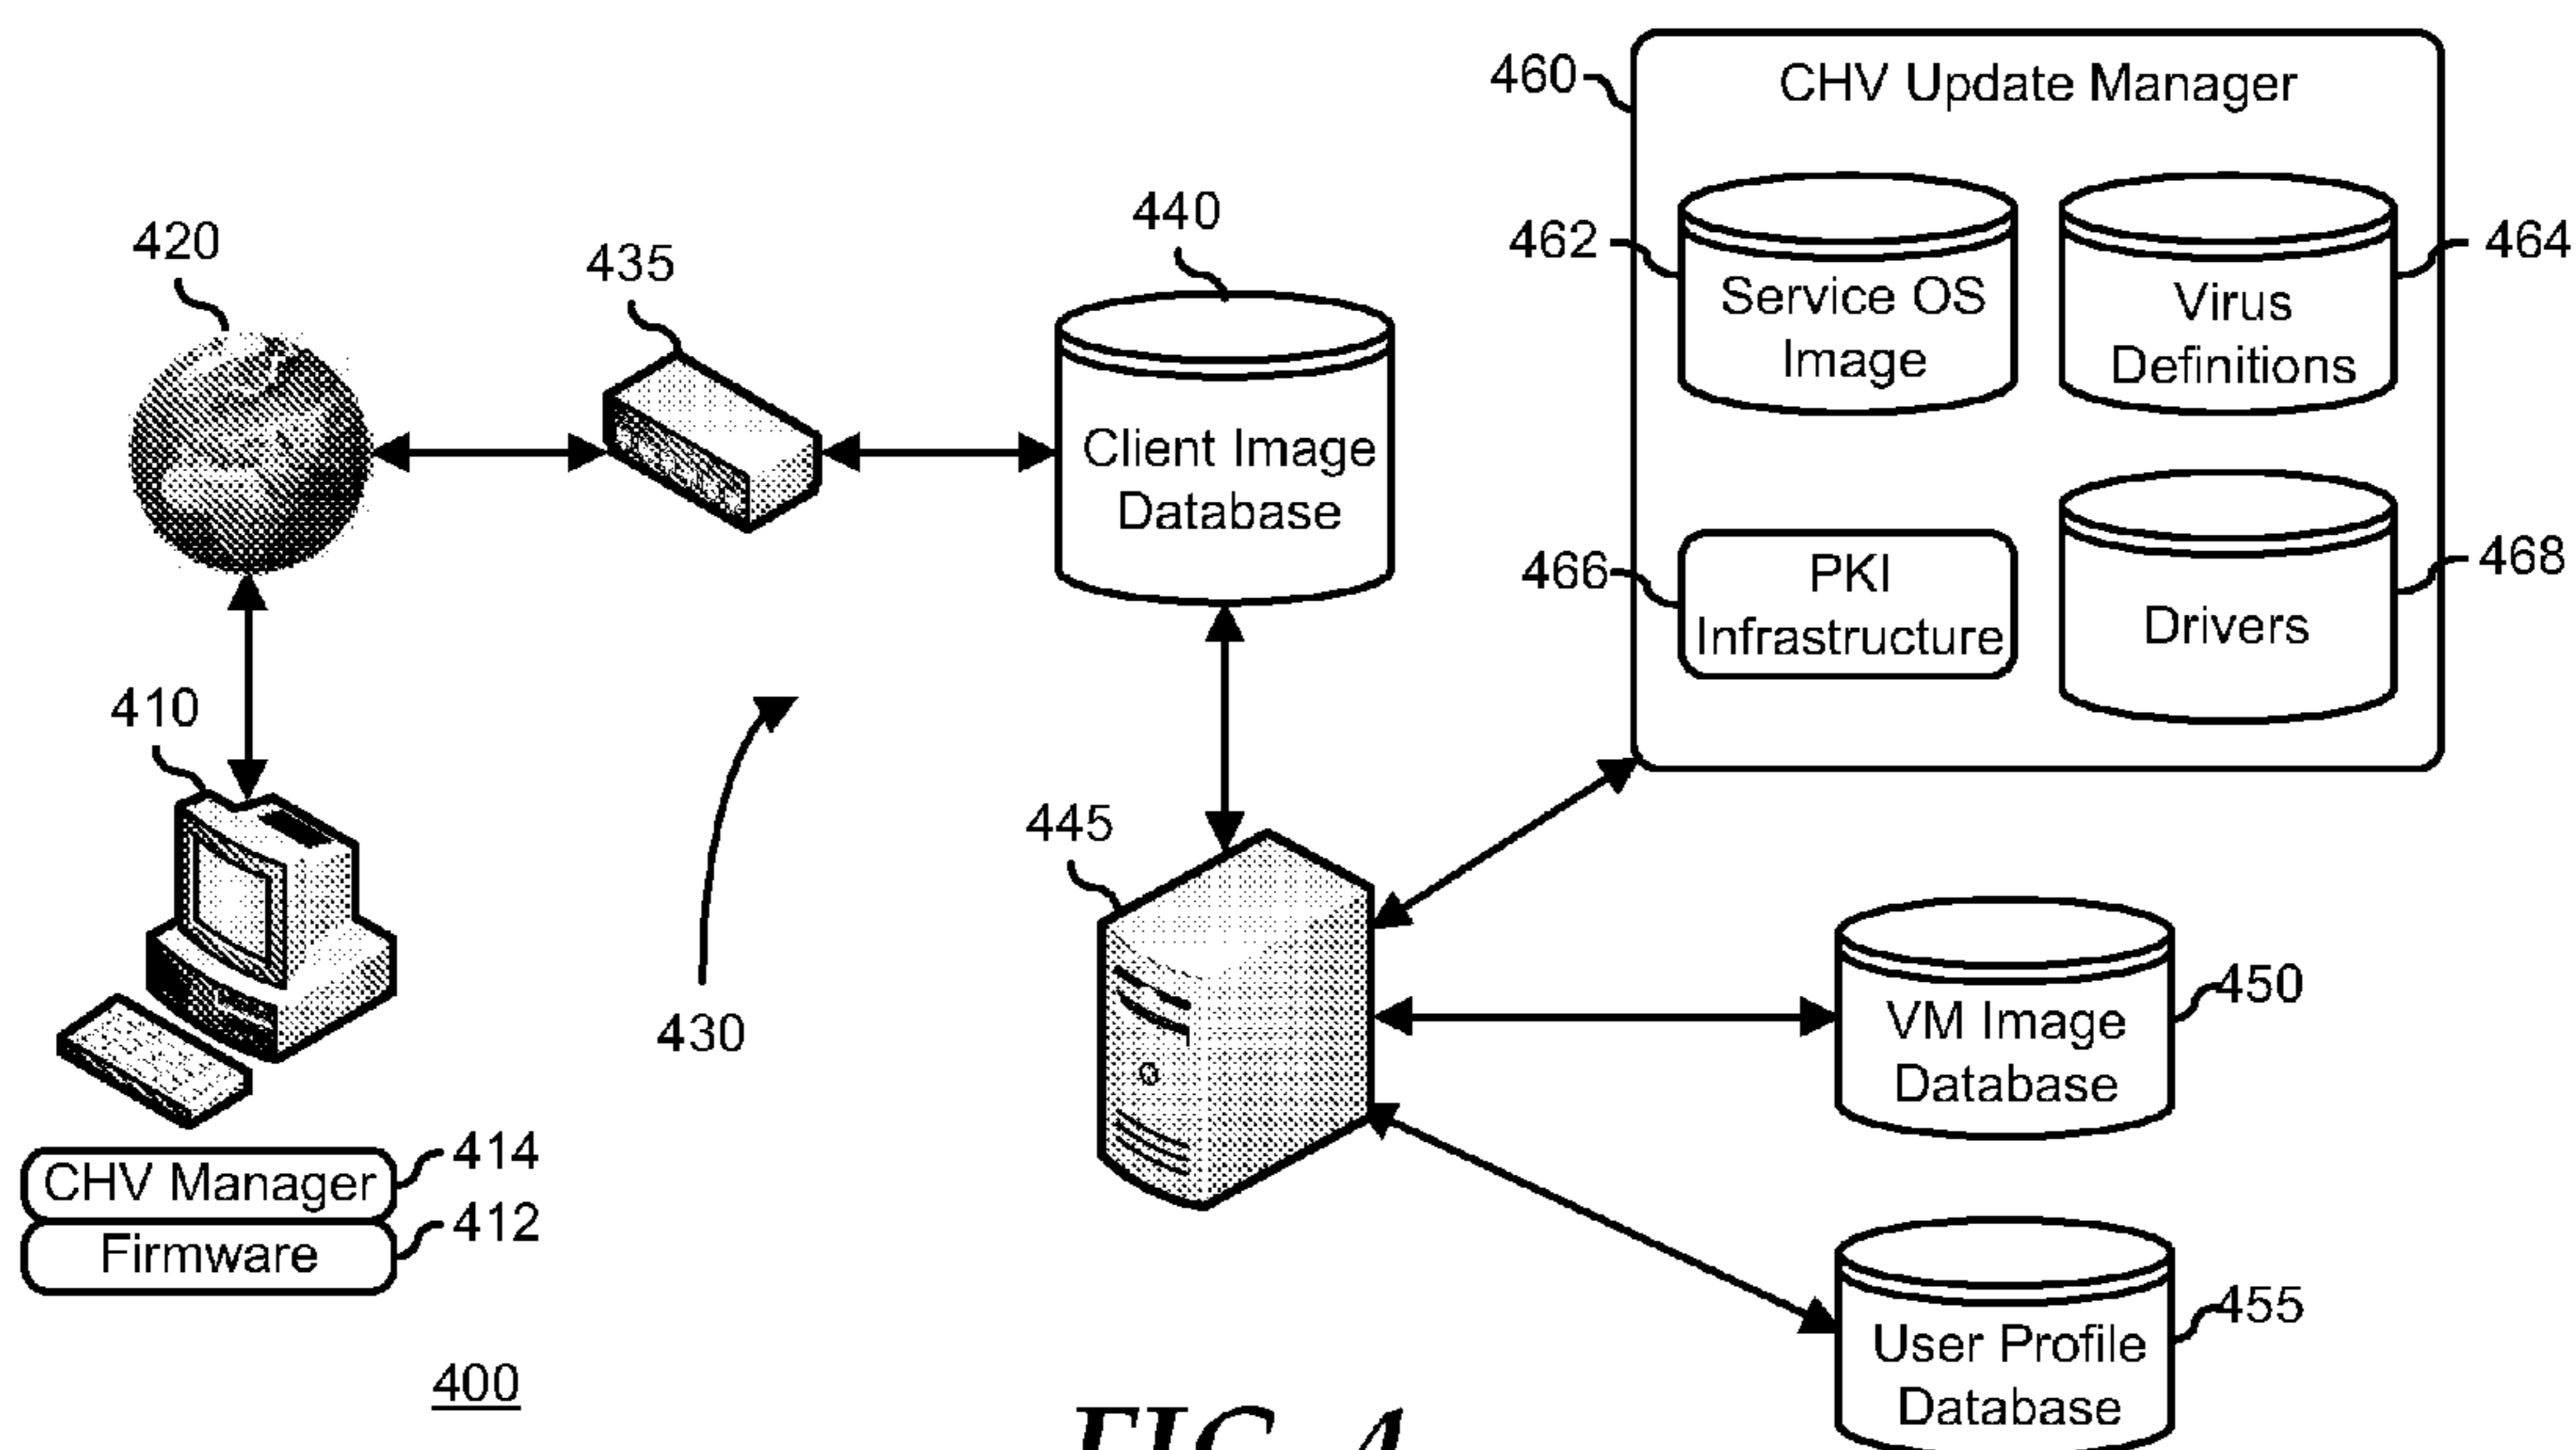 460
CHV Update Manager
462
Service OS
Image
464
Virus
Definitions
466
PKI
Infrastructure
468
Drivers
420
435
440
Client Image
Database
410
430
445
450
VM Image
Database
455
User Profile
Database
CHV Manager
414
Firmware
412
400
FIG. 4